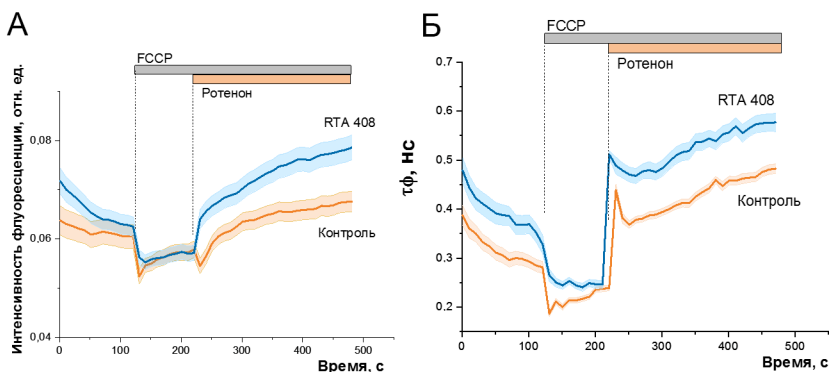 А
FCCP
Ротенон
RTA 408
Контроль
Интенсивность флуоресценции, отн. ед.
0,08
0,06
0,04
0
100
200
300
400
500
Время, с
Б
FCCP
Ротенон
RTA 408
Контроль
τф, нс
0.7
0.6
0.5
0.4
0.3
0.2
0
100
200
300
400
500
Время, с